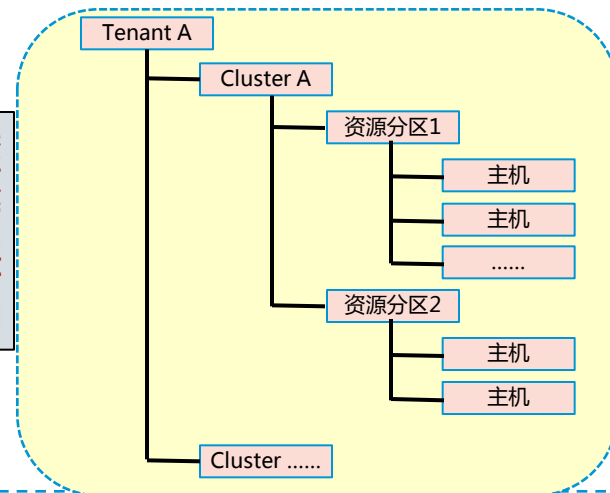 Tenant A
Cluster A
资源分区1
主机
主机
......
资源分区2
主机
主机
Cluster ......